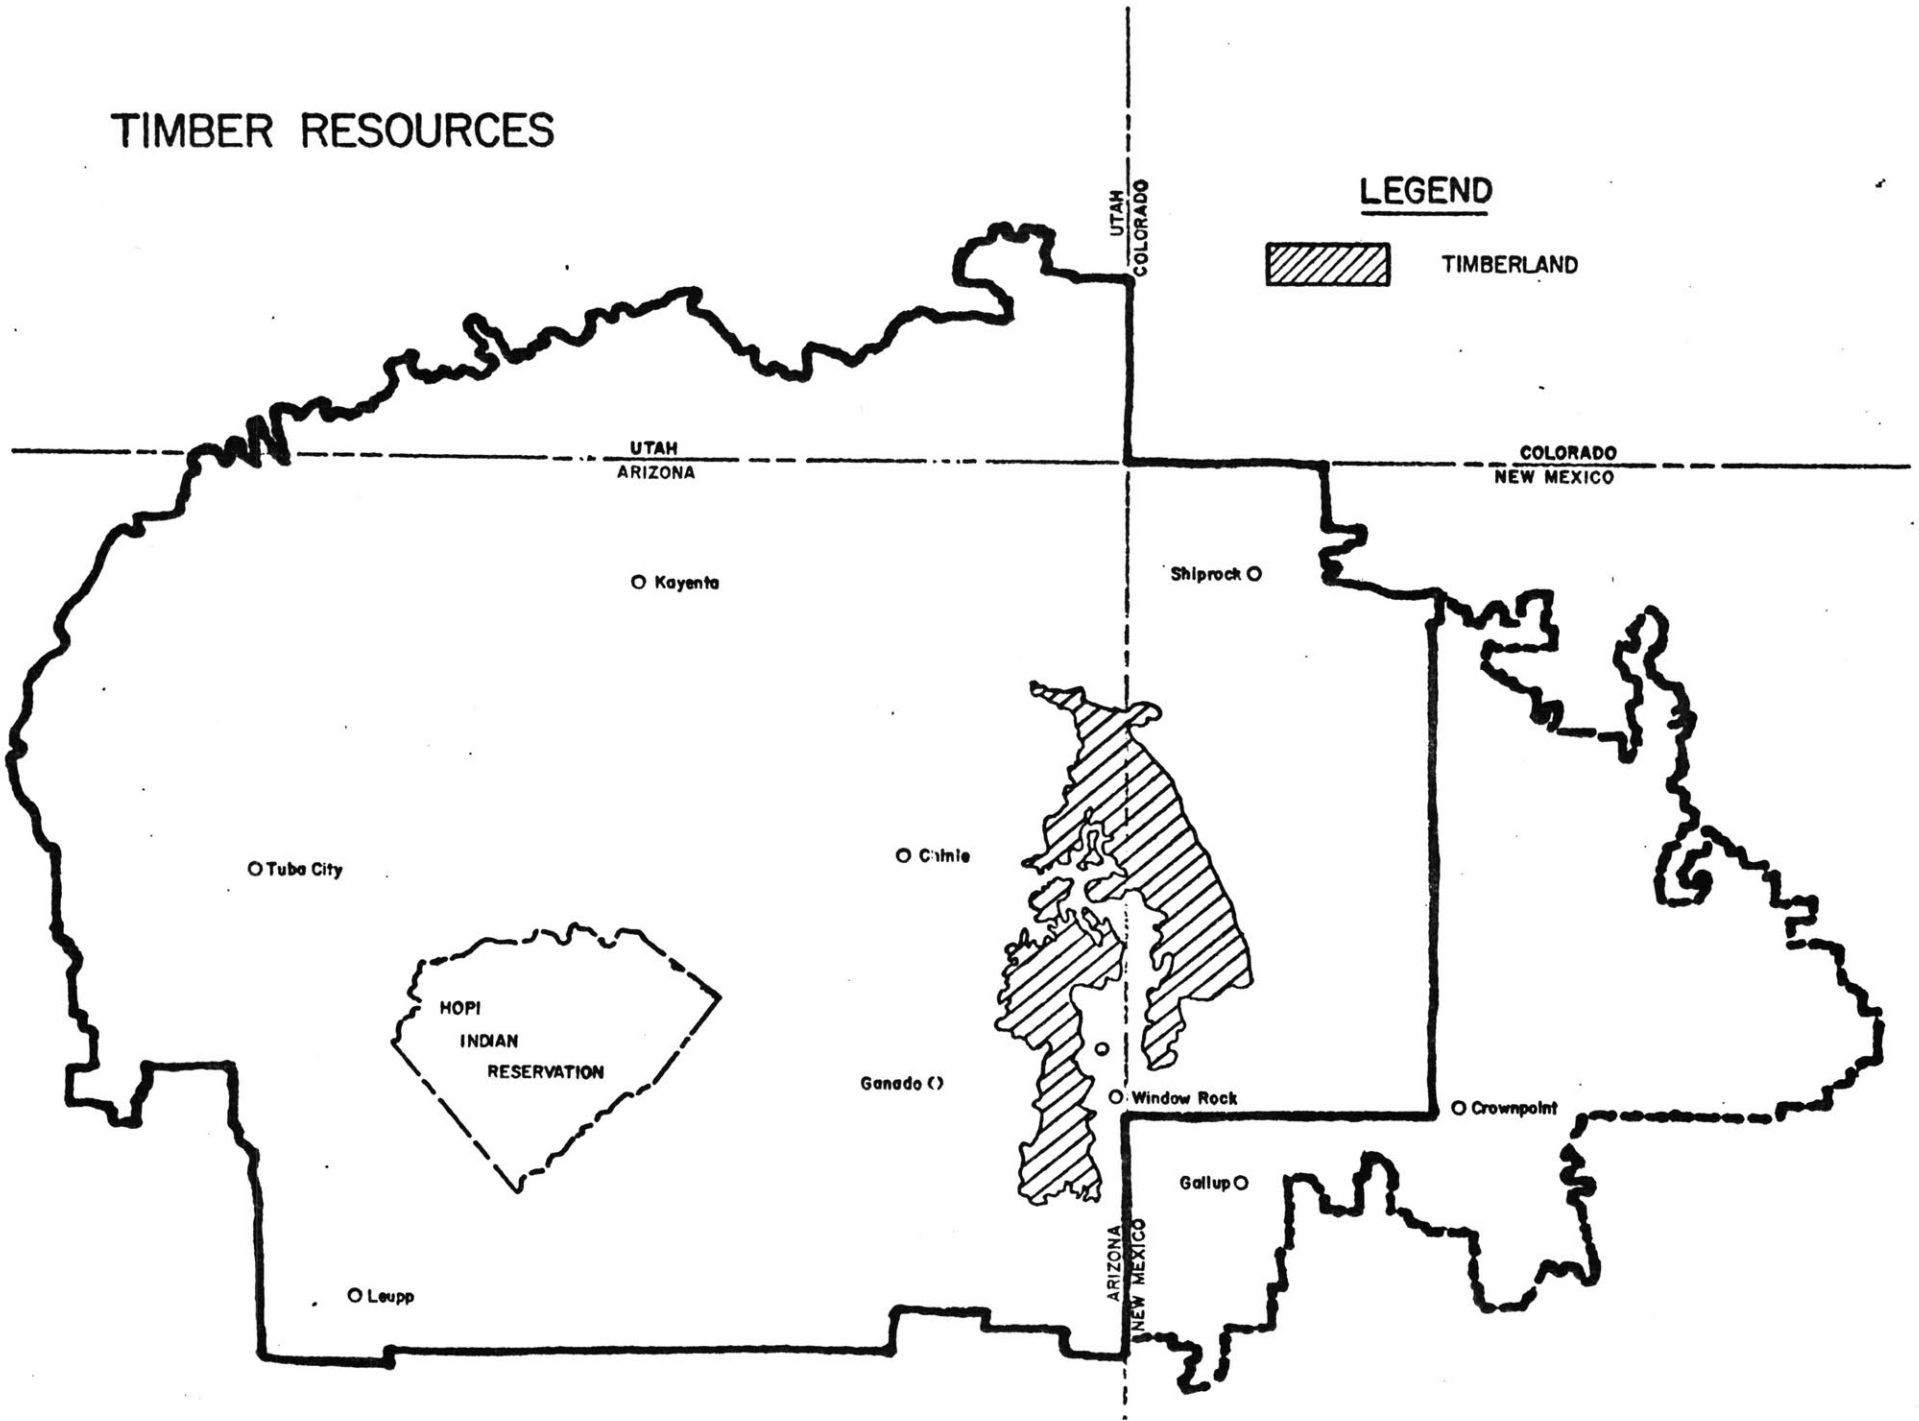 TIMBER RESOURCES
UTAH
COLORADO
LEGEND
TIMBERLAND
UTAH
ARIZONA
COLORADO
NEW MEXICO
Kayenta
Shiprock
Tuba City
Chinle
HOPI
INDIAN
RESERVATION
Ganado
Window Rock
Crownpoint
Gallup
ARIZONA
NEW MEXICO
Leupp